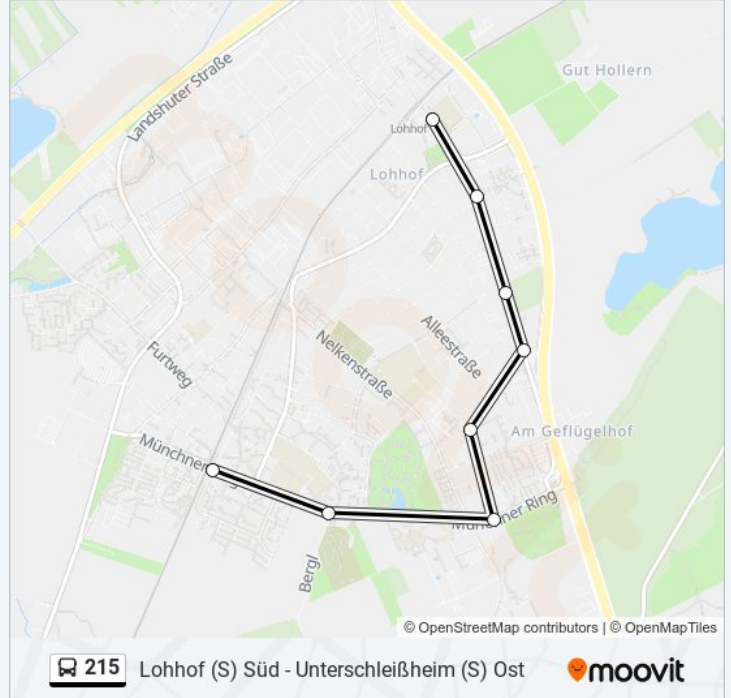 Landshuter Straße
Gut Hollern
Lohhof
Lohhof
Alleestraße
Nelkenstraße
Furtweg
Am Geflügelhof
Münchner
Ring
Bergl
© OpenStreetMap contributors | © OpenMapTiles
215 Lohhof (S) Süd - Unterschleißheim (S) Ost
moovit